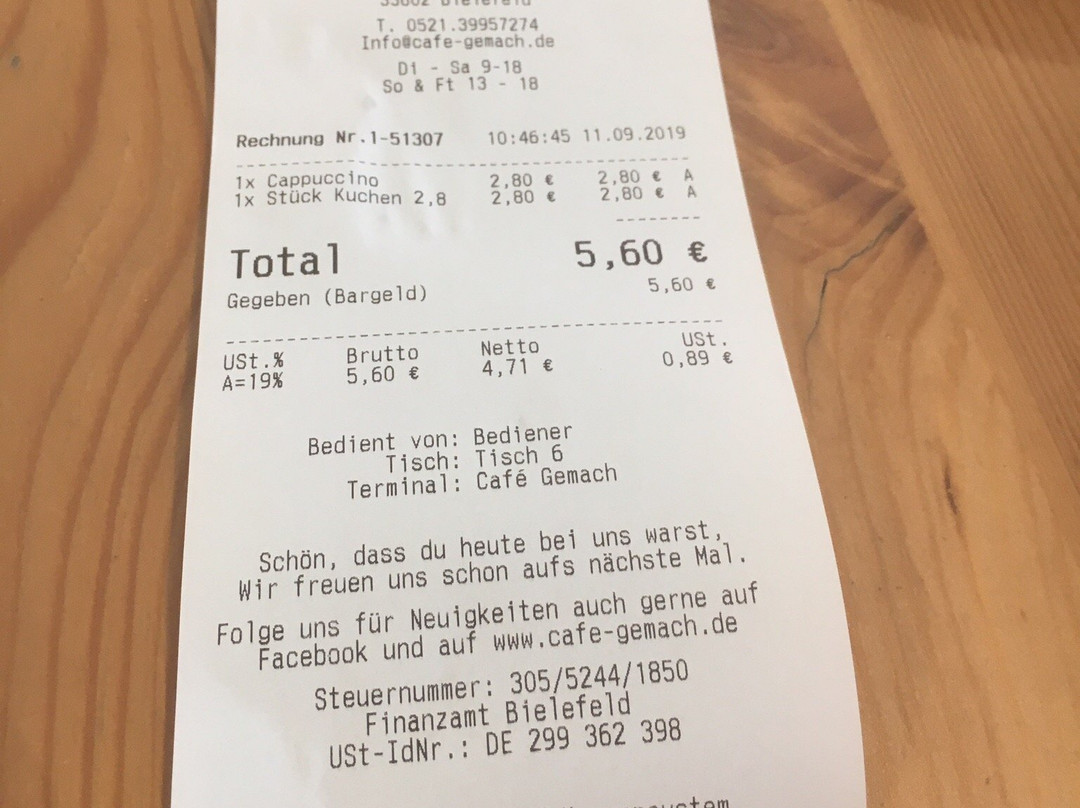 33602 Bielefeld
T. 0521.39957274
Info@cafe-gemach.de
Di - Sa 9-18
So & Ft 13 - 18
Rechnung Nr.1-51307 10:46:45 11.09.2019
1x Cappuccino 2,80 € 2,80 € A
1x Stück Kuchen 2,8 2,80 € 2,80 € A
Total 5,60 €
Gegeben (Bargeld) 5,60 €
USt.% Brutto Netto USt.
A=19% 5,60 € 4,71 € 0,89 €
Bedient von: Bediener
Tisch: Tisch 6
Terminal: Café Gemach
Schön, dass du heute bei uns warst,
Wir freuen uns schon aufs nächste Mal.
Folge uns für Neuigkeiten auch gerne auf
Facebook und auf www.cafe-gemach.de
Steuernummer: 305/5244/1850
Finanzamt Bielefeld
USt-IdNr.: DE 299 362 398